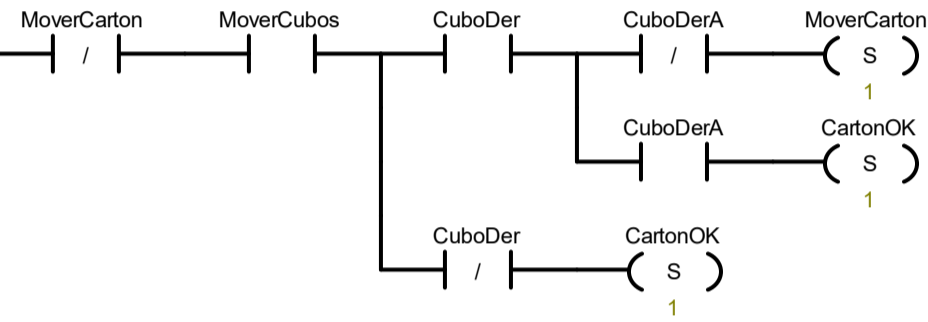 MoverCarton MoverCubos CuboDer CuboDerA MoverCarton
/ / S
1
CuboDerA CartonOK
S
1
CuboDer CartonOK
/ S
1